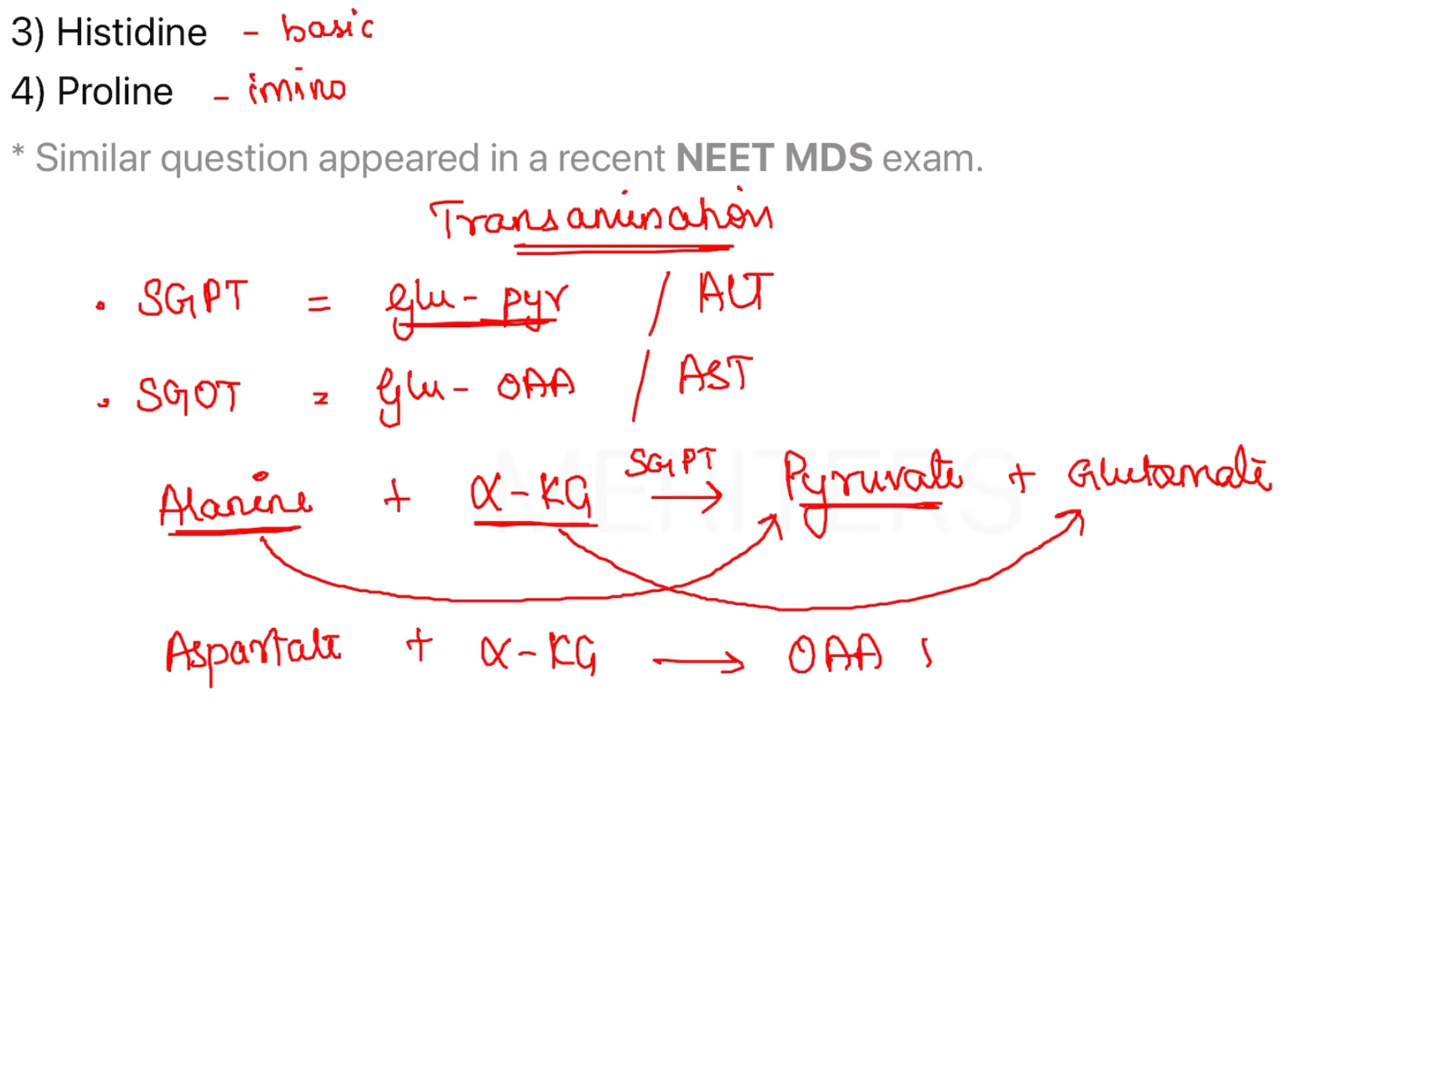 3) Histidine - basic
4) Proline - imino
* Similar question appeared in a recent NEET MDS exam.
Transamination
• SGPT = glu - pyr / ALT
• SGOT = Glu - OAA / AST
SGPT
Alanine + α-KG → Pyruvate + Glutamate
Aspartate + α-KG → OAA
MERITERS